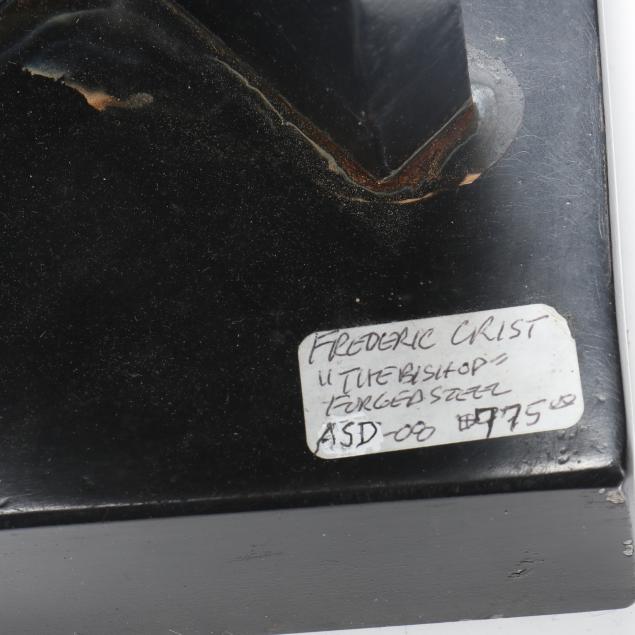 FREDERIC CRIST
"THE BISHOP"
FORGED STEEL
ASD-08 $775.00